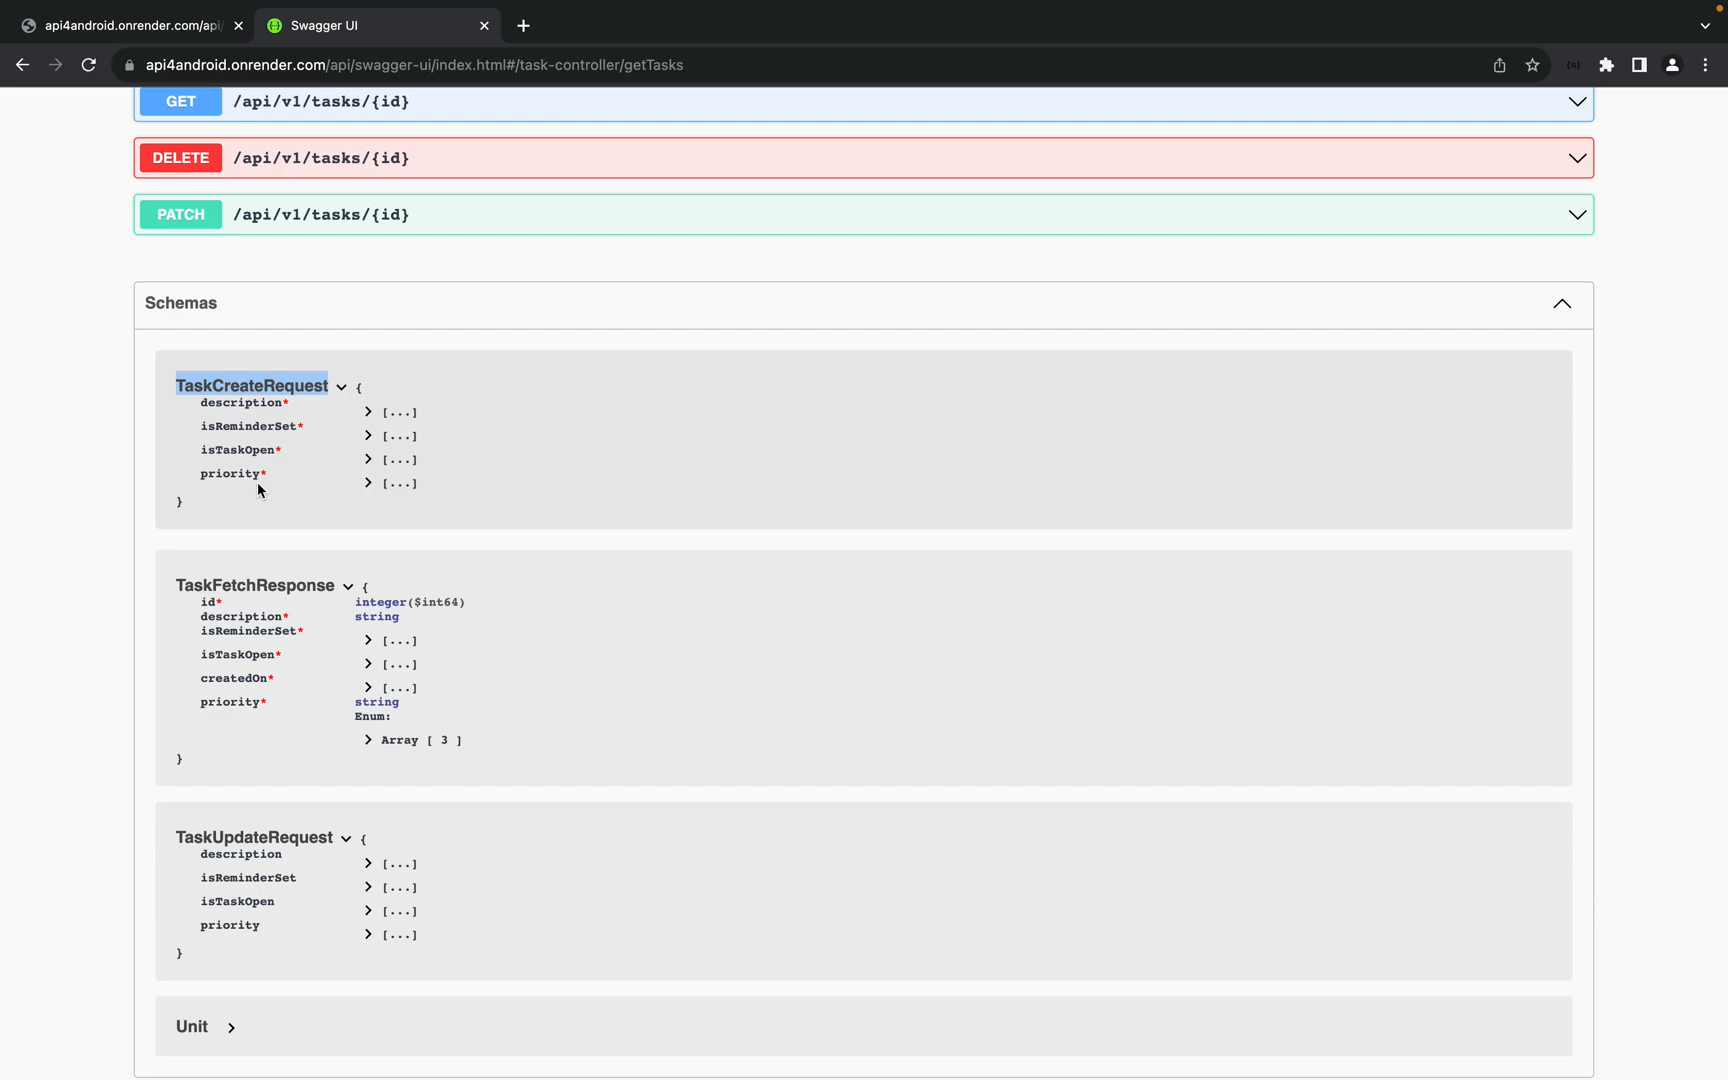 api4android.onrender.com/api/
Swagger UI
api4android.onrender.com/api/swagger-ui/index.html#/task-controller/getTasks
GET /api/v1/tasks/{id}
DELETE /api/v1/tasks/{id}
PATCH /api/v1/tasks/{id}
Schemas
TaskCreateRequest {
description* [...]
isReminderSet* [...]
isTaskOpen* [...]
priority* [...]
}
TaskFetchResponse {
id* integer($int64)
description* string
isReminderSet* [...]
isTaskOpen* [...]
createdOn* [...]
priority* string
Enum:
Array [ 3 ]
}
TaskUpdateRequest {
description [...]
isReminderSet [...]
isTaskOpen [...]
priority [...]
}
Unit